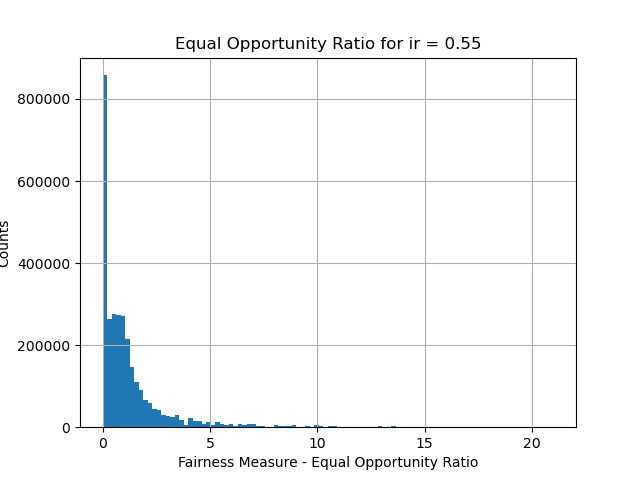 Equal Opportunity Ratio for ir = 0.55
800000
600000
400000
200000
0
Counts
0 5 10 15 20
Fairness Measure - Equal Opportunity Ratio